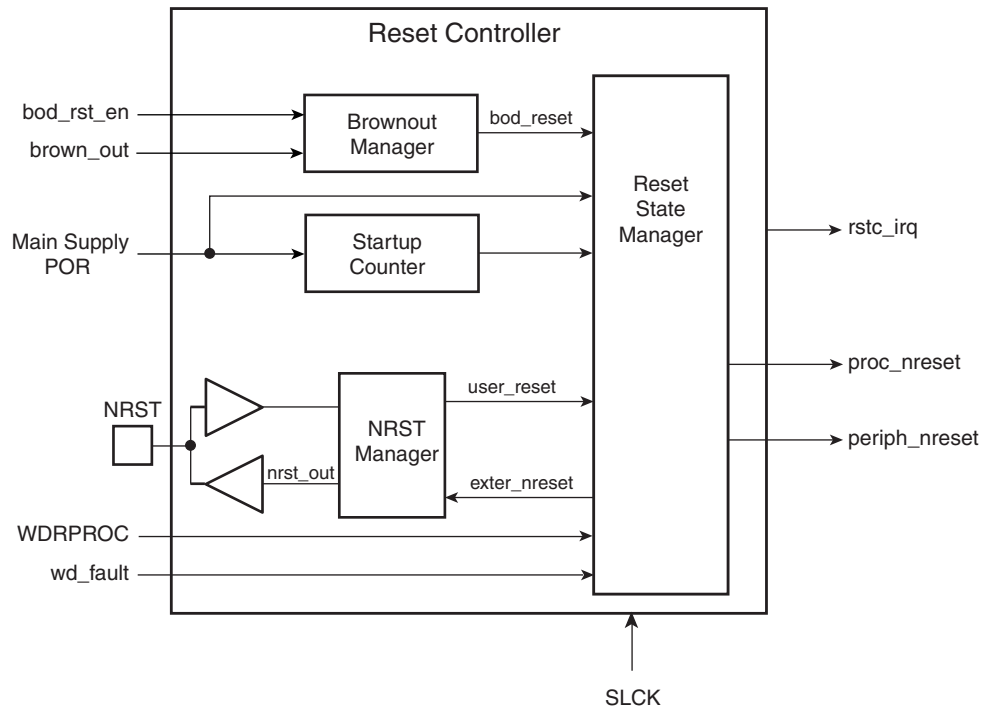 Reset Controller
bod_rst_en
brown_out
Brownout
Manager
bod_reset
Reset
State
Manager
Main Supply
POR
Startup
Counter
rstc_irq
NRST
NRST
Manager
user_reset
nrst_out
exter_nreset
proc_nreset
periph_nreset
WDRPROC
wd_fault
SLCK